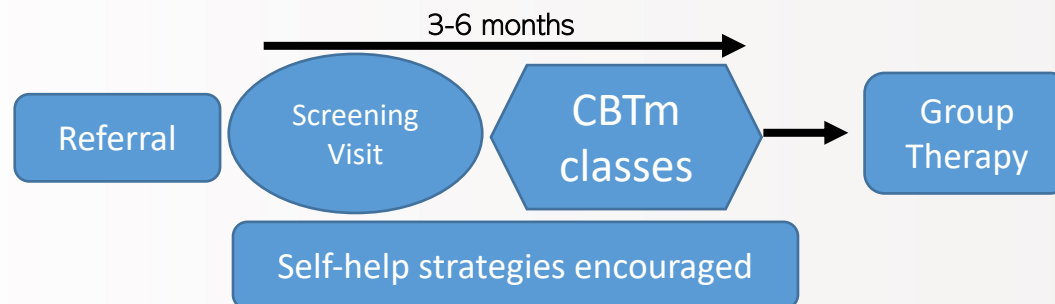 3-6 months
Referral
Screening
Visit
CBTm
classes
Group
Therapy
Self-help strategies encouraged